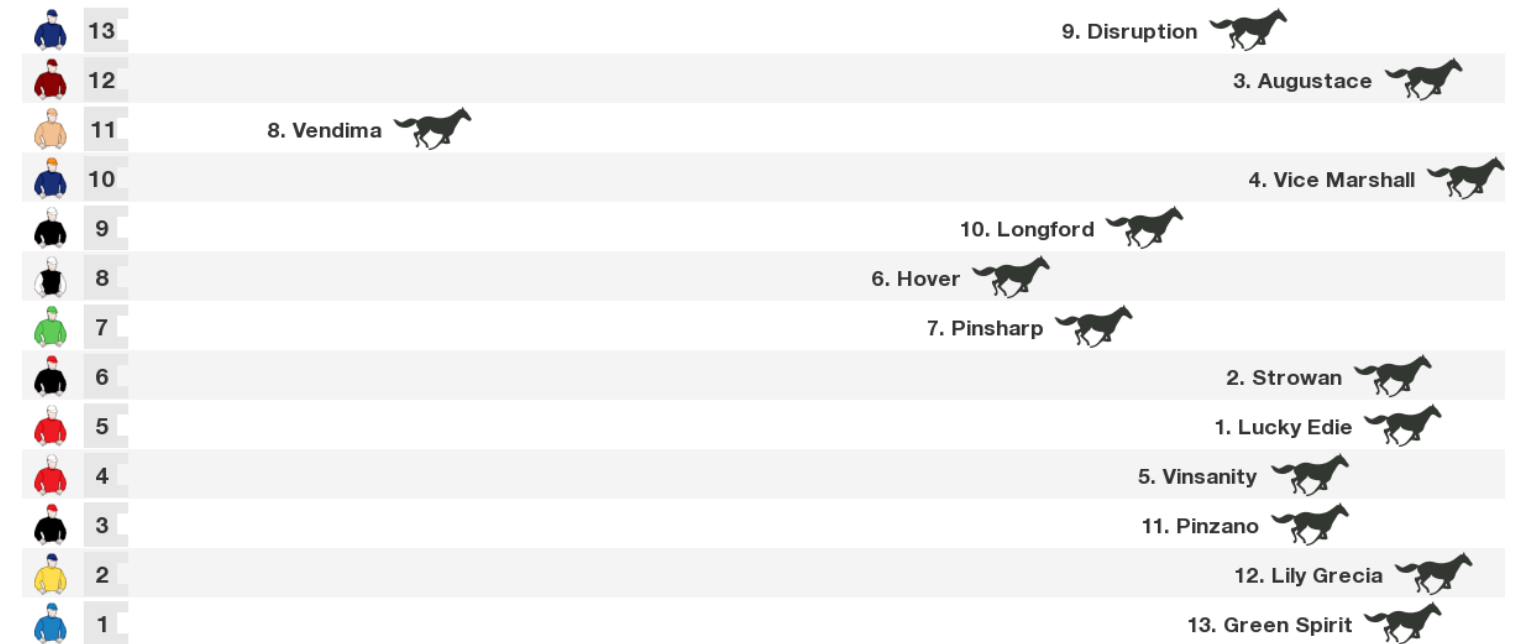 13 9. Disruption
12 3. Augustace
11 8. Vendima
10 4. Vice Marshall
9 10. Longford
8 6. Hover
7 7. Pinsharp
6 2. Strowan
5 1. Lucky Edie
4 5. Vinsanity
3 11. Pinzano
2 12. Lily Grecia
1 13. Green Spirit